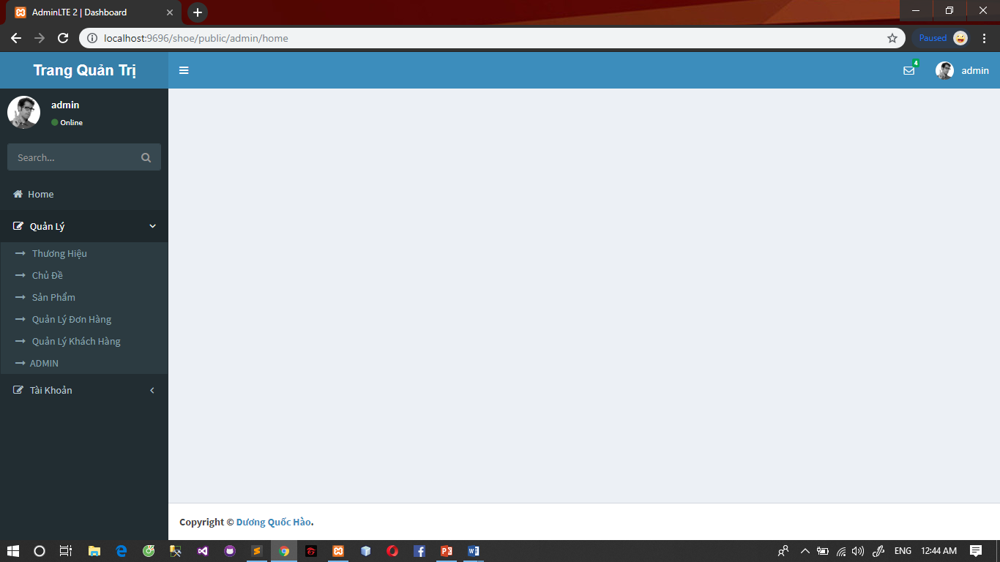 AdminLTE 2 | Dashboard
localhost:9696/shoe/public/admin/home
Paused
Trang Quản Trị
4
admin
admin
Online
Search...
Home
Quản Lý
Thương Hiệu
Chủ Đề
Sản Phẩm
Quản Lý Đơn Hàng
Quản Lý Khách Hàng
ADMIN
Tài Khoản
Copyright © Dương Quốc Hào.
ENG
12:44 AM